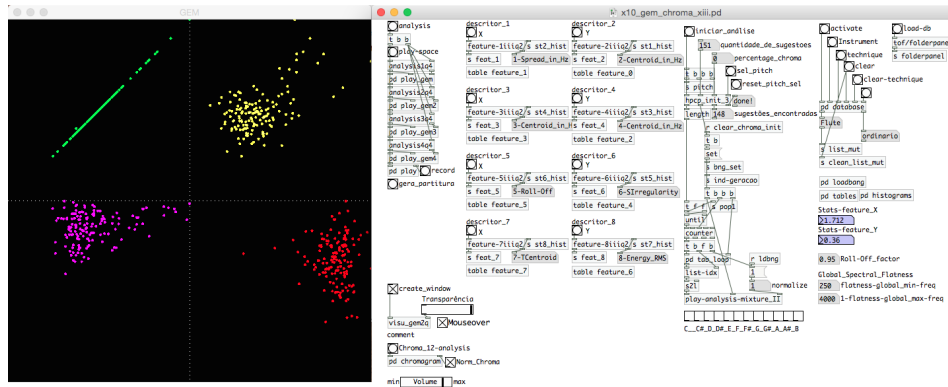 GEM
x10_gem_chroma_xiii.pd
analysis
t b b
play-space
analysis1q4
pd play_gem
analysis2q4
pd play_gem2
analysis3q4
pd play_gem3
analysis4q4
pd play_gem4
pd play
record
gera_partitura
descritor_1
X
feature-1iiia2
s st2_hist
s feat_1
1-Spread_in_Hz
table feature_1
descritor_2
Y
feature-2iiia2
s st1_hist
s feat_2
2-Centroid_in_Hz
table feature_0
descritor_3
X
feature-3iiia2
s st4_hist
s feat_3
3-Centroid_in_Hz
table feature_3
descritor_4
Y
feature-4iiia2
s st3_hist
s feat_4
4-Centroid_in_Hz
table feature_2
descritor_5
X
feature-5iiia2
s st6_hist
s feat_5
5-Roll-Off
table feature_5
descritor_6
Y
feature-6iiia2
s st5_hist
s feat_6
6-SIrregularity
table feature_4
descritor_7
X
feature-7iiia2
s st8_hist
s feat_7
7-TCentroid
table feature_7
descritor_8
Y
feature-8iiia2
s st7_hist
s feat_8
8-Energy_RMS
table feature_6
create_window
Transparência
visu_gem2q
Mouseover
comment
Chroma_12-analysis
pd chromagram
Norm_Chroma
min
Volume
max
iniciar_análise
151
quantidade_de_sugestoes
0
percentage_chroma
sel_pitch
t b b b
reset_pitch_sel
s pitch
hpcp_init_3
done!
length
148
sugestões_encontradas
r clear_chroma_init
t b
set
s bng_set
s ind-geracao
t b b b
t f f
s pop1
until
counter
t b f b
pd tab_loop
r ldbng
list-idx
1
s2l
1
normalize
play-analysis-mixture_II
C__C#_D_D#_E_F_F#_G_G#_A_A#_B
activate
Instrument
technique
clear
clear-technique
pd database
flute
ordinario
s list_mut
s clean_list_mut
pd loadbang
pd tables
pd histograms
Stats-feature_X
1.712
Stats-feature_Y
0.36
0.95
Roll-Off_factor
Global_Spectral_Flatness
250
flatness-global_min-freq
4000
1-flatness-global_max-freq
load-db
tof/folderpanel
s folderpanel